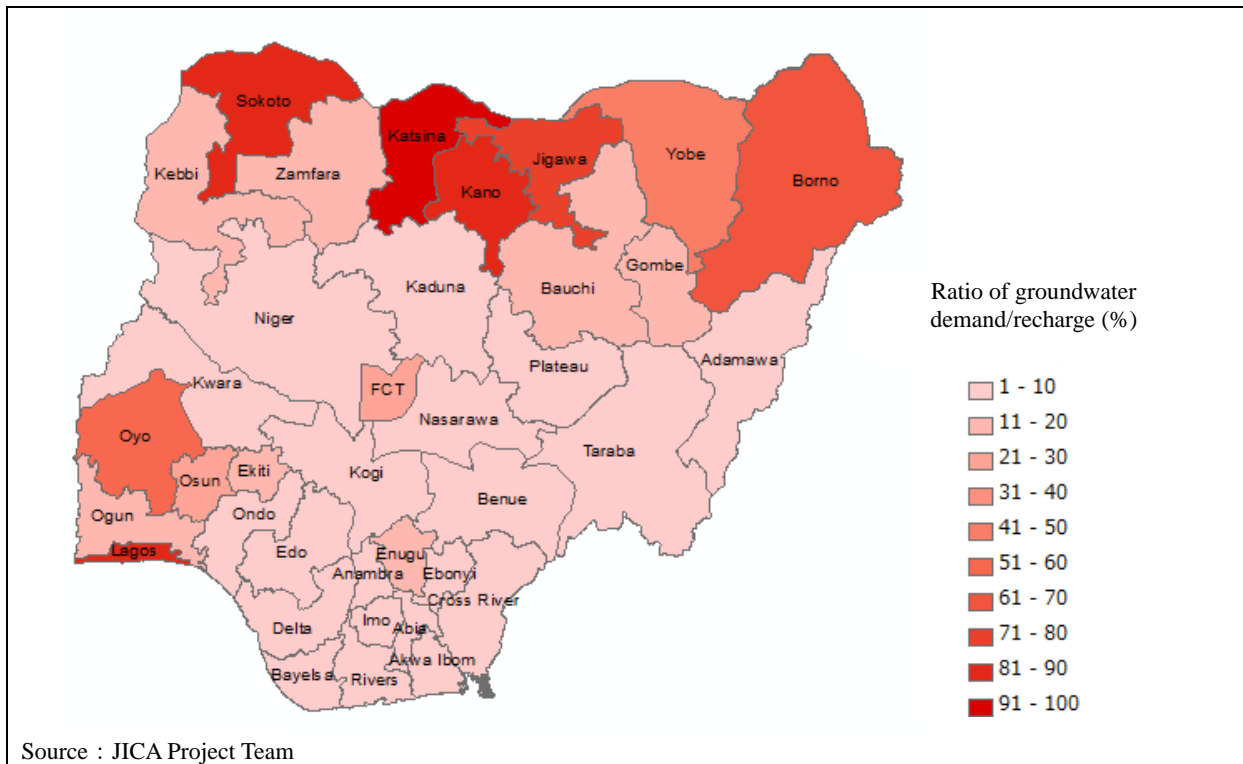 Sokoto
Katsina
Kebbi
Zamfara
Kano
Jigawa
Yobe
Borno
Gombe
Bauchi
Kaduna
Niger
Adamawa
Plateau
Kwara
FCT
Nasarawa
Taraba
Oyo
Kogi
Osun
Ekiti
Benue
Ogun
Ondo
Lagos
Edo
Enugu
Anambra
Ebonyi
Cross River
Delta
Imo
Abia
Akwa Ibom
Bayelsa
Rivers
Ratio of groundwater
demand/recharge (%)
1 - 10
11 - 20
21 - 30
31 - 40
41 - 50
51 - 60
61 - 70
71 - 80
81 - 90
91 - 100
Source : JICA Project Team